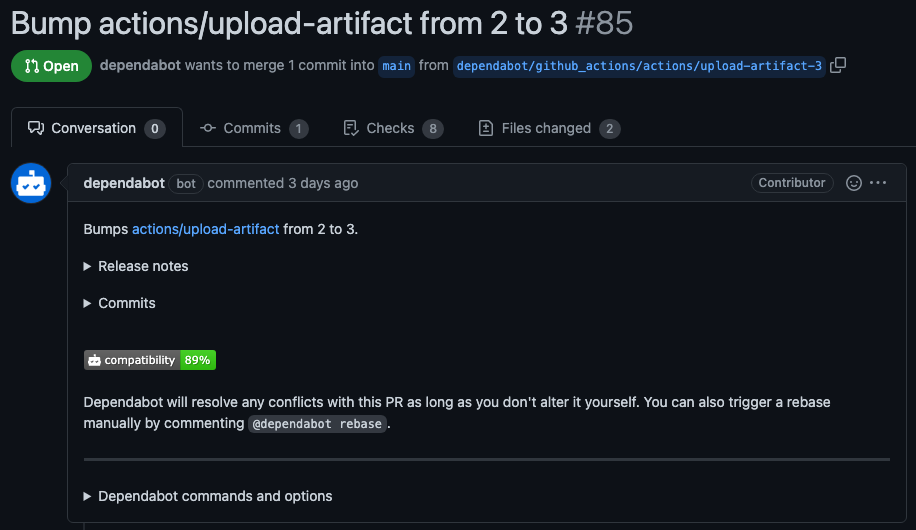 Bump actions/upload-artifact from 2 to 3 #85
Open dependabot wants to merge 1 commit into main from dependabot/github_actions/actions/upload-artifact-3
Conversation 0 Commits 1 Checks 8 Files changed 2
dependabot bot commented 3 days ago Contributor
Bumps actions/upload-artifact from 2 to 3.
Release notes
Commits
compatibility 89%
Dependabot will resolve any conflicts with this PR as long as you don't alter it yourself. You can also trigger a rebase
manually by commenting @dependabot rebase.
Dependabot commands and options